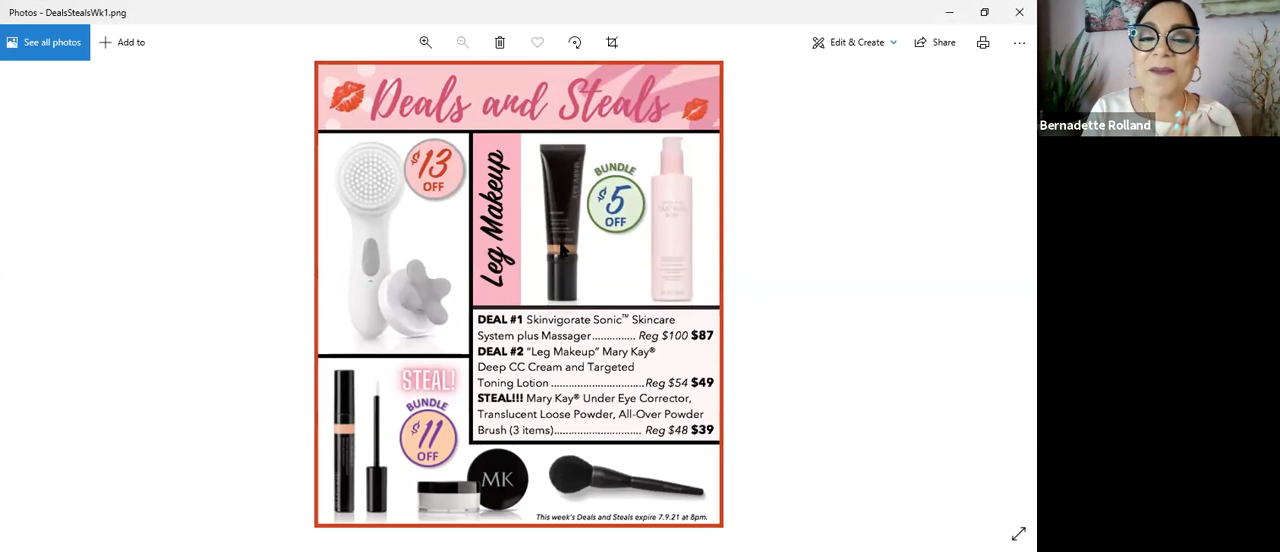 Photos - DealsStealsWk1.png
See all photos
Add to
Edit & Create
Share
Bernadette Rolland
Deals and Steals
$13
OFF
Leg Makeup
BUNDLE
$5
OFF
DEAL #1 Skinvigorate Sonic™ Skincare
System plus Massager............... Reg $100 $87
DEAL #2 "Leg Makeup" Mary Kay®
Deep CC Cream and Targeted
Toning Lotion .............................. Reg $54 $49
STEAL!!! Mary Kay® Under Eye Corrector,
Translucent Loose Powder, All-Over Powder
Brush (3 items)............................ Reg $48 $39
STEAL!
BUNDLE
$11
OFF
MK
This week's Deals and Steals expire 7.9.21 at 8pm.